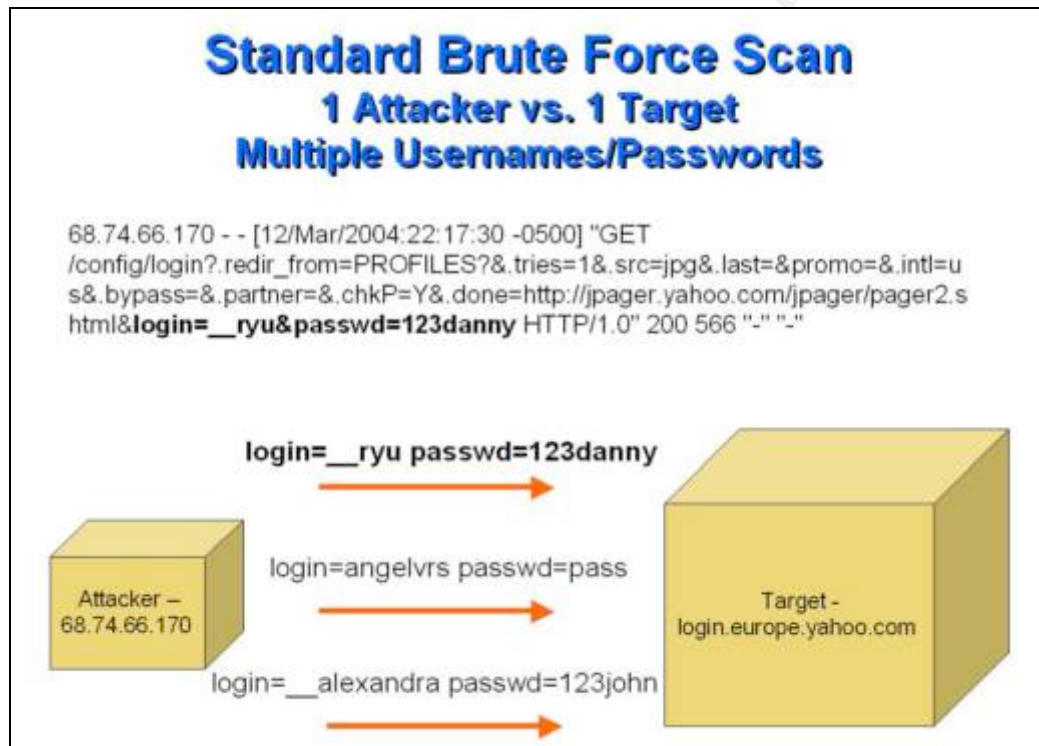 Standard Brute Force Scan
1 Attacker vs. 1 Target
Multiple Usernames/Passwords
68.74.66.170 - - [12/Mar/2004:22:17:30 -0500] "GET
/config/login?.redir_from=PROFILES?&.tries=1&.src=jpg&.last=&promo=&.intl=u
s&.bypass=&.partner=&.chkP=Y&.done=http://jpager.yahoo.com/jpager/pager2.s
html&login=__ryu&passwd=123danny HTTP/1.0" 200 566 "-" "-"
login=__ryu passwd=123danny
login=angelvrs passwd=pass
login=__alexandra passwd=123john
Attacker –
68.74.66.170
Target -
login.europe.yahoo.com